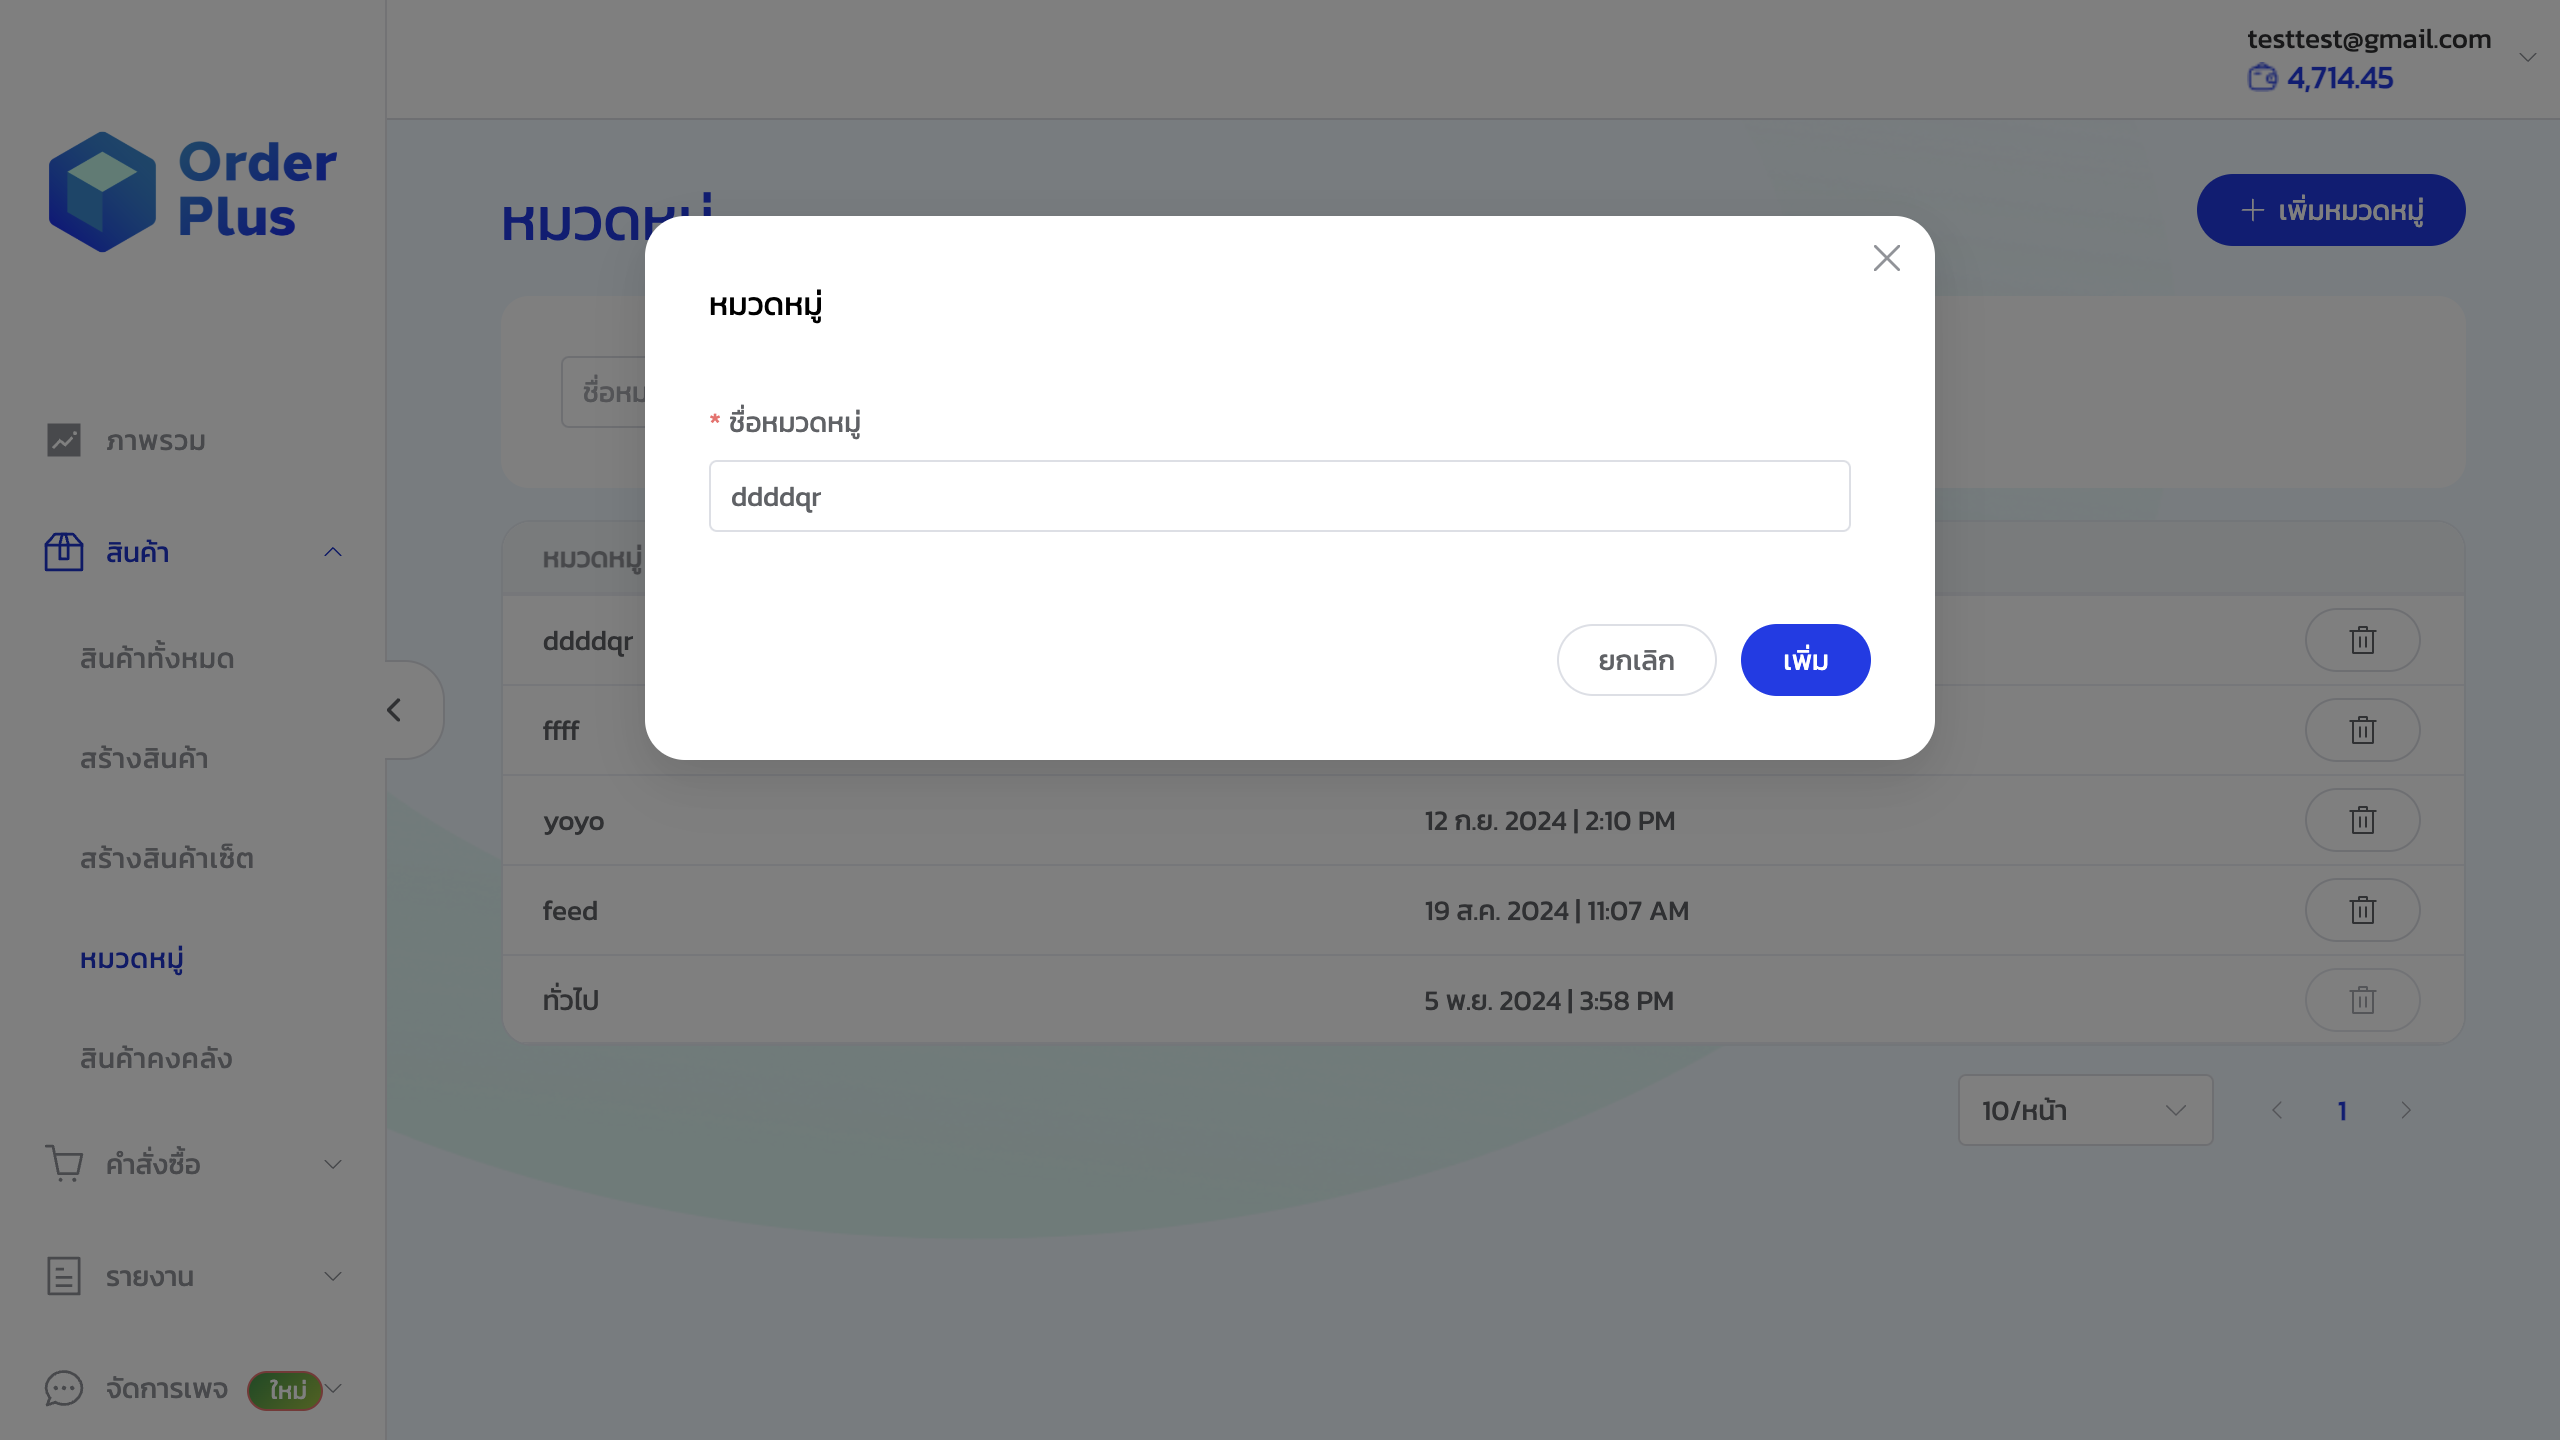 testtest@gmail.com
4,714.45
Order
Plus
หมวดหมู่
+ เพิ่มหมวดหมู่
หมวดหมู่
ชื่อหม
* ชื่อหมวดหมู่
ddddqr
ยกเลิก
เพิ่ม
หมวดหมู่
ddddqr
ffff
yoyo
12 ก.ย. 2024 | 2:10 PM
feed
19 ส.ค. 2024 | 11:07 AM
ทั่วไป
5 พ.ย. 2024 | 3:58 PM
10/หน้า
1
ภาพรวม
สินค้า
สินค้าทั้งหมด
สร้างสินค้า
สร้างสินค้าเซ็ต
หมวดหมู่
สินค้าคงคลัง
คำสั่งซื้อ
รายงาน
จัดการเพจ
ใหม่